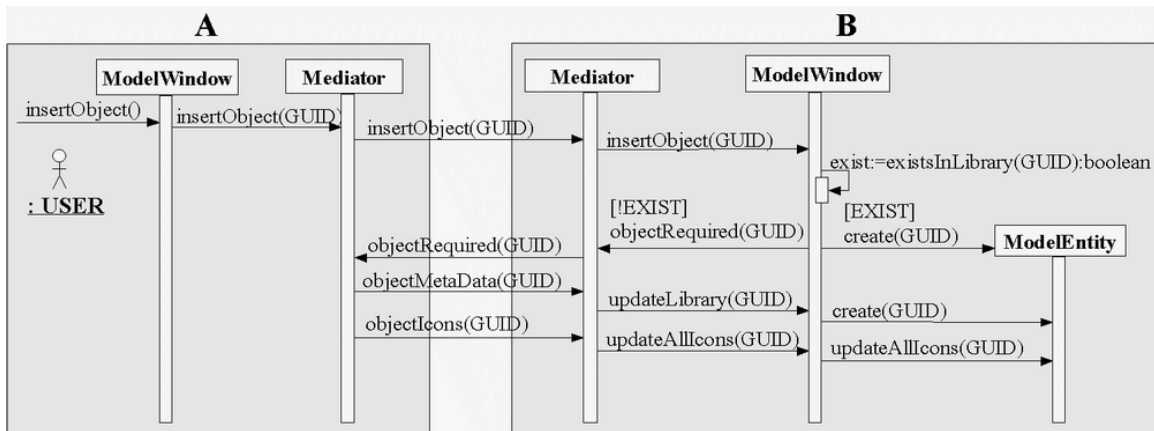 A
B
ModelWindow
Mediator
Mediator
ModelWindow
insertObject()
insertObject(GUID)
insertObject(GUID)
insertObject(GUID)
exist:=existsInLibrary(GUID):boolean
: USER
[!EXIST]
objectRequired(GUID)
[EXIST]
create(GUID)
ModelEntity
objectRequired(GUID)
objectMetaData(GUID)
updateLibrary(GUID)
create(GUID)
objectIcons(GUID)
updateAllIcons(GUID)
updateAllIcons(GUID)